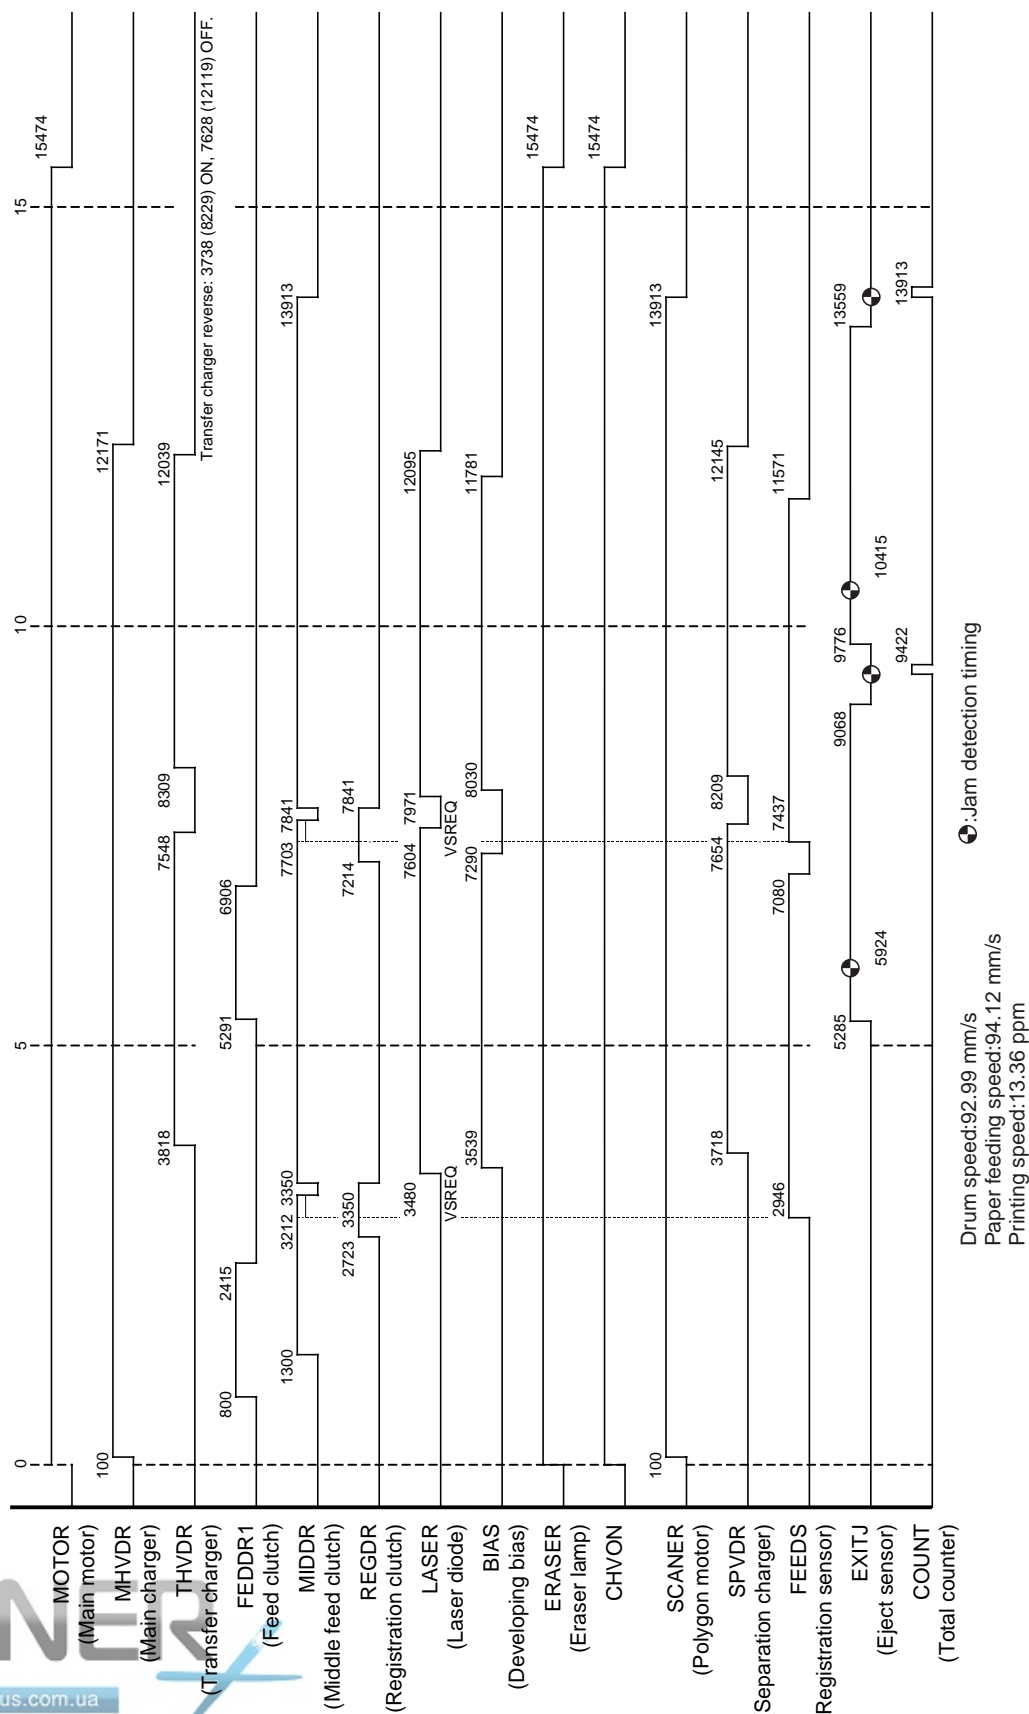 0
5
10
15
MOTOR
(Main motor)
15474
MHVDR
(Main charger)
100
12171
THVDR
(Transfer charger)
3818
7548
8309
12039
Transfer charger reverse: 3738 (8229) ON, 7628 (12119) OFF.
FEDDR1
(Feed clutch)
800
2415
5291
6906
MIDDR
(Middle feed clutch)
1300
3212
3350
7703
7841
13913
REGDR
(Registration clutch)
2723
3350
7214
7841
LASER
(Laser diode)
3480
7604
7971
12095
VSREQ
VSREQ
BIAS
(Developing bias)
3539
7290
8030
11781
ERASER
(Eraser lamp)
15474
CHVON
15474
SCANER
(Polygon motor)
100
13913
SPVDR
Separation charger)
3718
7654
8209
12145
FEEDS
Registration sensor)
2946
7080
7437
11571
EXITJ
(Eject sensor)
5285
5924
9068
9776
10415
13559
COUNT
(Total counter)
9422
13913
Drum speed:92.99 mm/s
Paper feeding speed:94.12 mm/s
Printing speed:13.36 ppm
:Jam detection timing
NER
us.com.ua